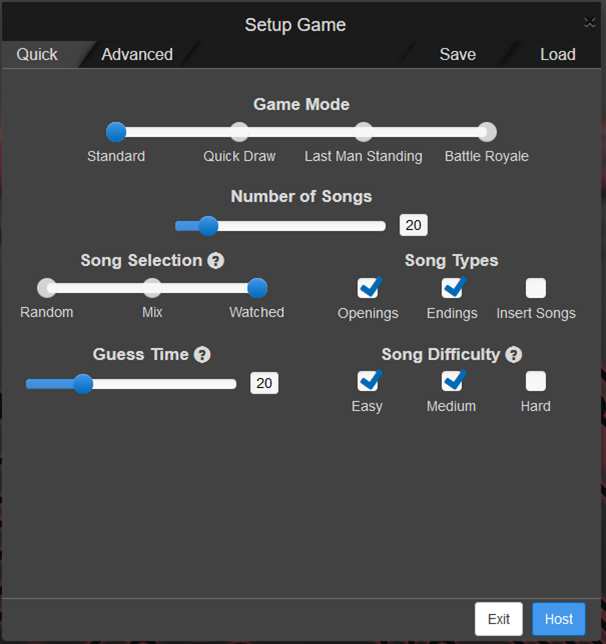 Setup Game
Quick Advanced Save Load
Game Mode
Standard Quick Draw Last Man Standing Battle Royale
Number of Songs
20
Song Selection ? Song Types
Random Mix Watched Openings Endings Insert Songs
Guess Time ? Song Difficulty ?
20
Easy Medium Hard
Exit Host